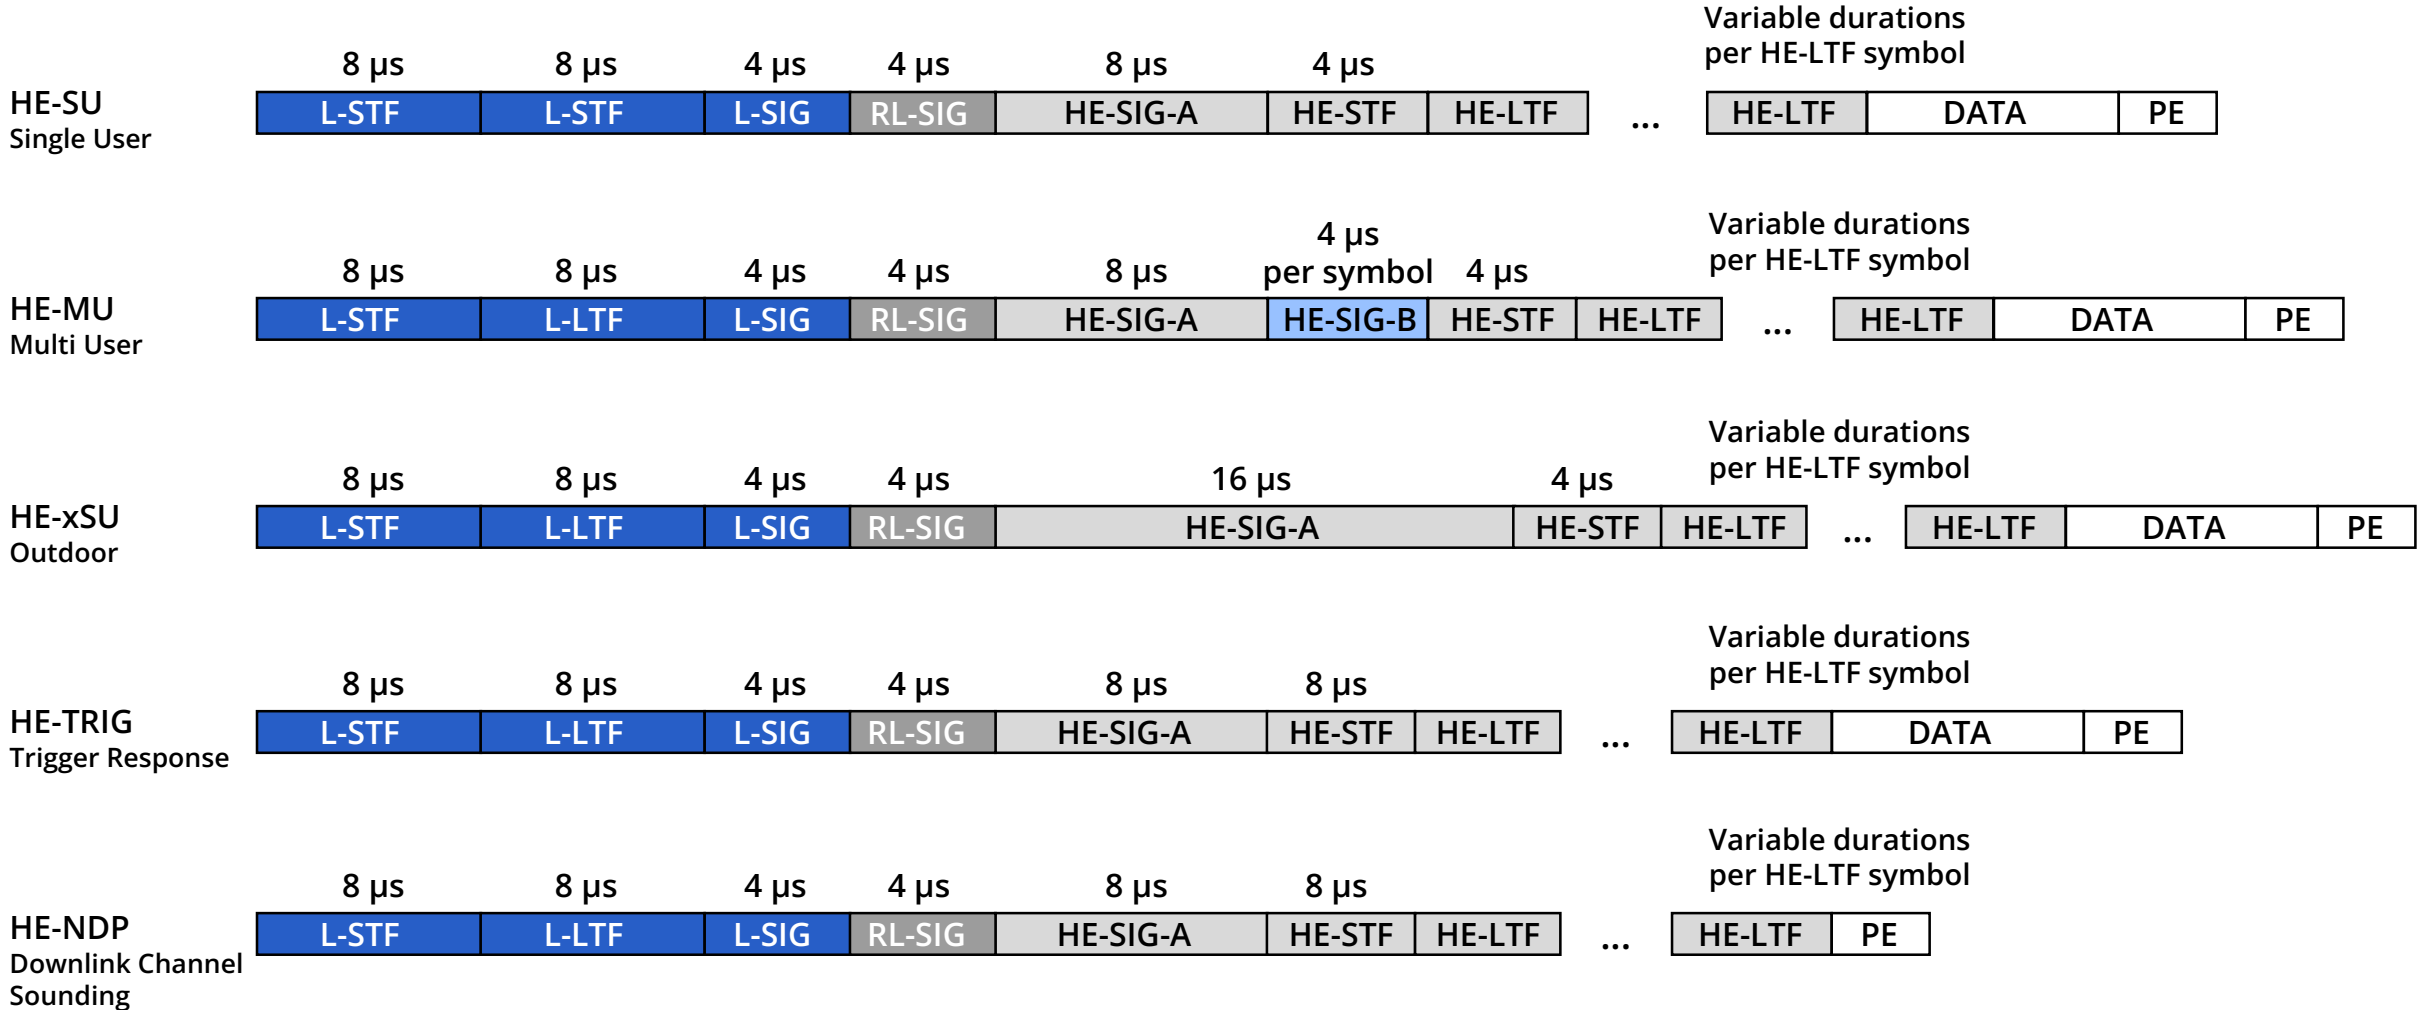 Variable durations
per HE-LTF symbol
8 µs 8 µs 4 µs 4 µs 8 µs 4 µs
HE-SU
Single User
L-STF L-STF L-SIG RL-SIG HE-SIG-A HE-STF HE-LTF ... HE-LTF DATA PE
Variable durations
per HE-LTF symbol
4 µs
per symbol
8 µs 8 µs 4 µs 4 µs 8 µs 4 µs
HE-MU
Multi User
L-STF L-LTF L-SIG RL-SIG HE-SIG-A HE-SIG-B HE-STF HE-LTF ... HE-LTF DATA PE
Variable durations
per HE-LTF symbol
8 µs 8 µs 4 µs 4 µs 16 µs 4 µs
HE-xSU
Outdoor
L-STF L-LTF L-SIG RL-SIG HE-SIG-A HE-STF HE-LTF ... HE-LTF DATA PE
Variable durations
per HE-LTF symbol
8 µs 8 µs 4 µs 4 µs 8 µs 8 µs
HE-TRIG
Trigger Response
L-STF L-LTF L-SIG RL-SIG HE-SIG-A HE-STF HE-LTF ... HE-LTF DATA PE
Variable durations
per HE-LTF symbol
8 µs 8 µs 4 µs 4 µs 8 µs 8 µs
HE-NDP
Downlink Channel
Sounding
L-STF L-LTF L-SIG RL-SIG HE-SIG-A HE-STF HE-LTF ... HE-LTF PE